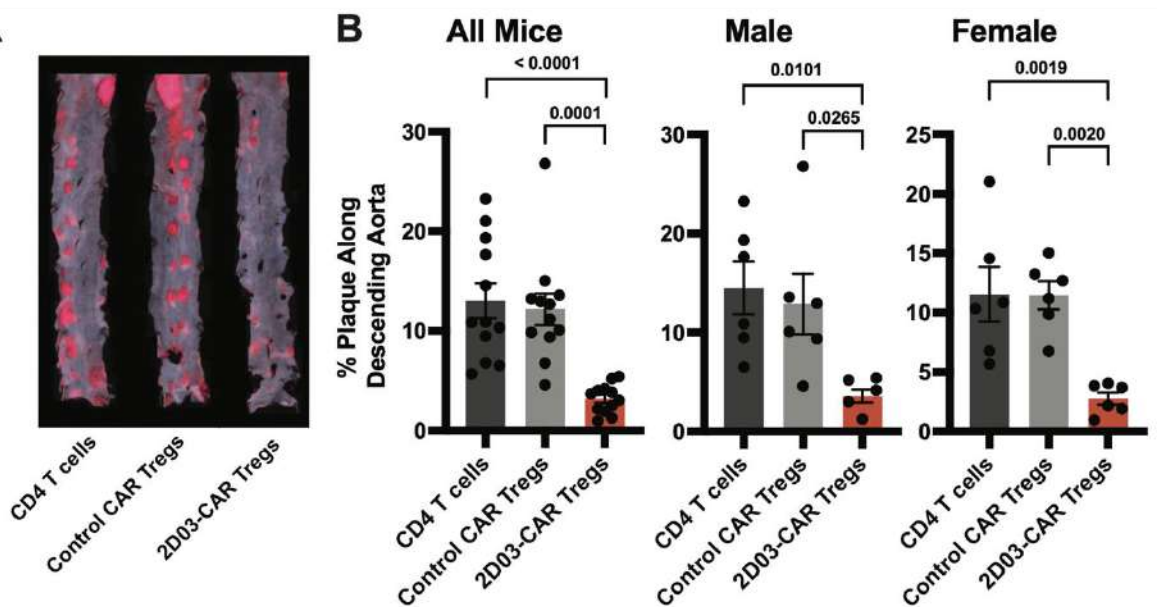 B
All Mice
Male
Female
< 0.0001
0.0001
0.0101
0.0265
0.0019
0.0020
% Plaque Along
Descending Aorta
30
20
10
0
30
20
10
0
25
20
15
10
5
0
CD4 T cells
Control CAR Tregs
2D03-CAR Tregs
CD4 T cells
Control CAR Tregs
2D03-CAR Tregs
CD4 T cells
Control CAR Tregs
2D03-CAR Tregs
CD4 T cells
Control CAR Tregs
2D03-CAR Tregs